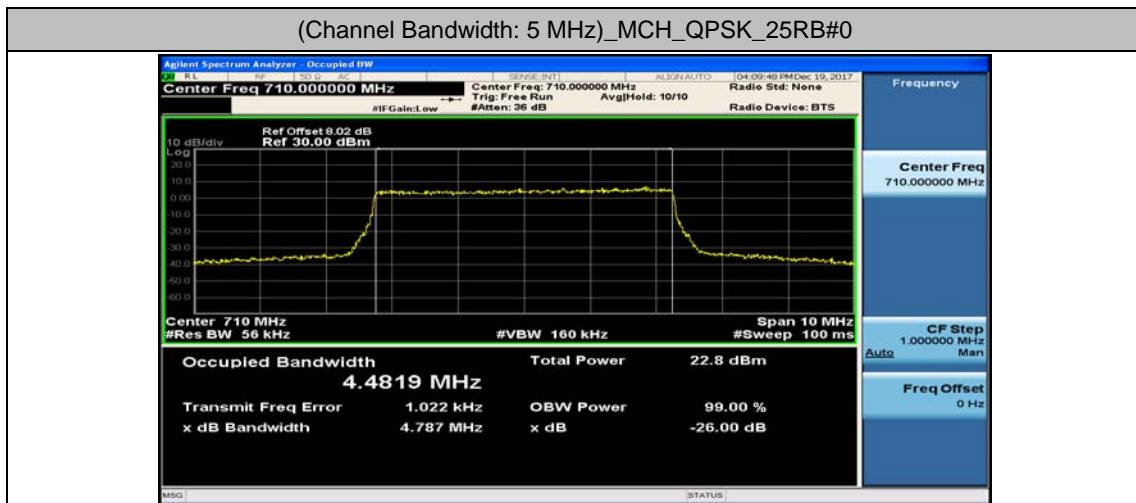 (Channel Bandwidth: 5 MHz)_MCH_QPSK_25RB#0
Agilent Spectrum Analyzer - Occupied BW
RL RF 50 Ω AC SENSE:INT ALIGN AUTO 04:09:48 PM Dec 19, 2017
Center Freq 710.000000 MHz
Center Freq: 710.000000 MHz Radio Std: None
Trig: Free Run Avg|Hold: 10/10
#IFGain:Low #Atten: 36 dB Radio Device: BTS
Frequency
Ref Offset 8.02 dB
10 dB/div Ref 30.00 dBm
Log
20.0
10.0
0.00
-10.0
-20.0
-30.0
-40.0
-50.0
-60.0
Center 710 MHz Span 10 MHz
#Res BW 56 kHz #VBW 160 kHz #Sweep 100 ms
Occupied Bandwidth Total Power 22.8 dBm
4.4819 MHz
Transmit Freq Error 1.022 kHz OBW Power 99.00 %
x dB Bandwidth 4.787 MHz x dB -26.00 dB
Center Freq
710.000000 MHz
CF Step
1.000000 MHz
Auto Man
Freq Offset
0 Hz
MSG STATUS